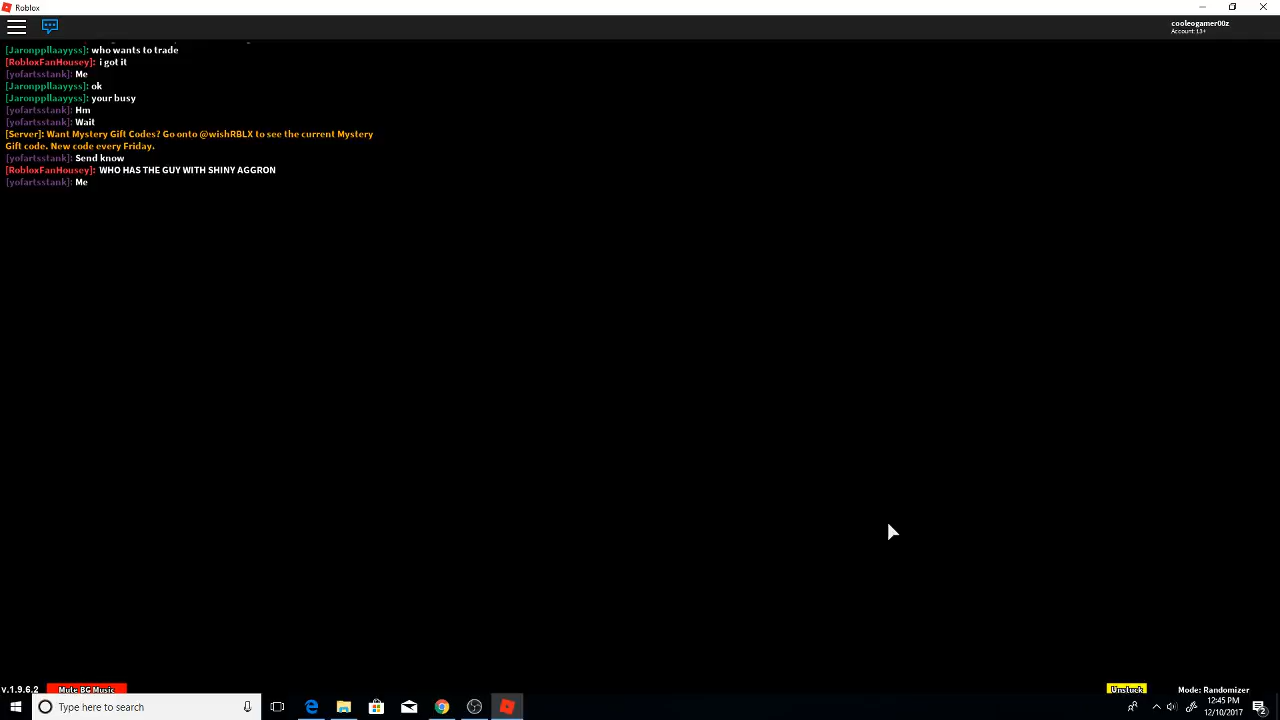 Roblox
cooleogamer00z
Account: 13+
[Jaronppllaayyss]: who wants to trade
[RobloxFanHousey]: i got it
[yofartsstank]: Me
[Jaronppllaayyss]: ok
[Jaronppllaayyss]: your busy
[yofartsstank]: Hm
[yofartsstank]: Wait
[Server]: Want Mystery Gift Codes? Go onto @wishRBLX to see the current Mystery
Gift code. New code every Friday.
[yofartsstank]: Send know
[RobloxFanHousey]: WHO HAS THE GUY WITH SHINY AGGRON
[yofartsstank]: Me
v.1.9.6.2
Mute BG Music
Unstuck
Mode: Randomizer
Type here to search
12:45 PM
12/10/2017
2